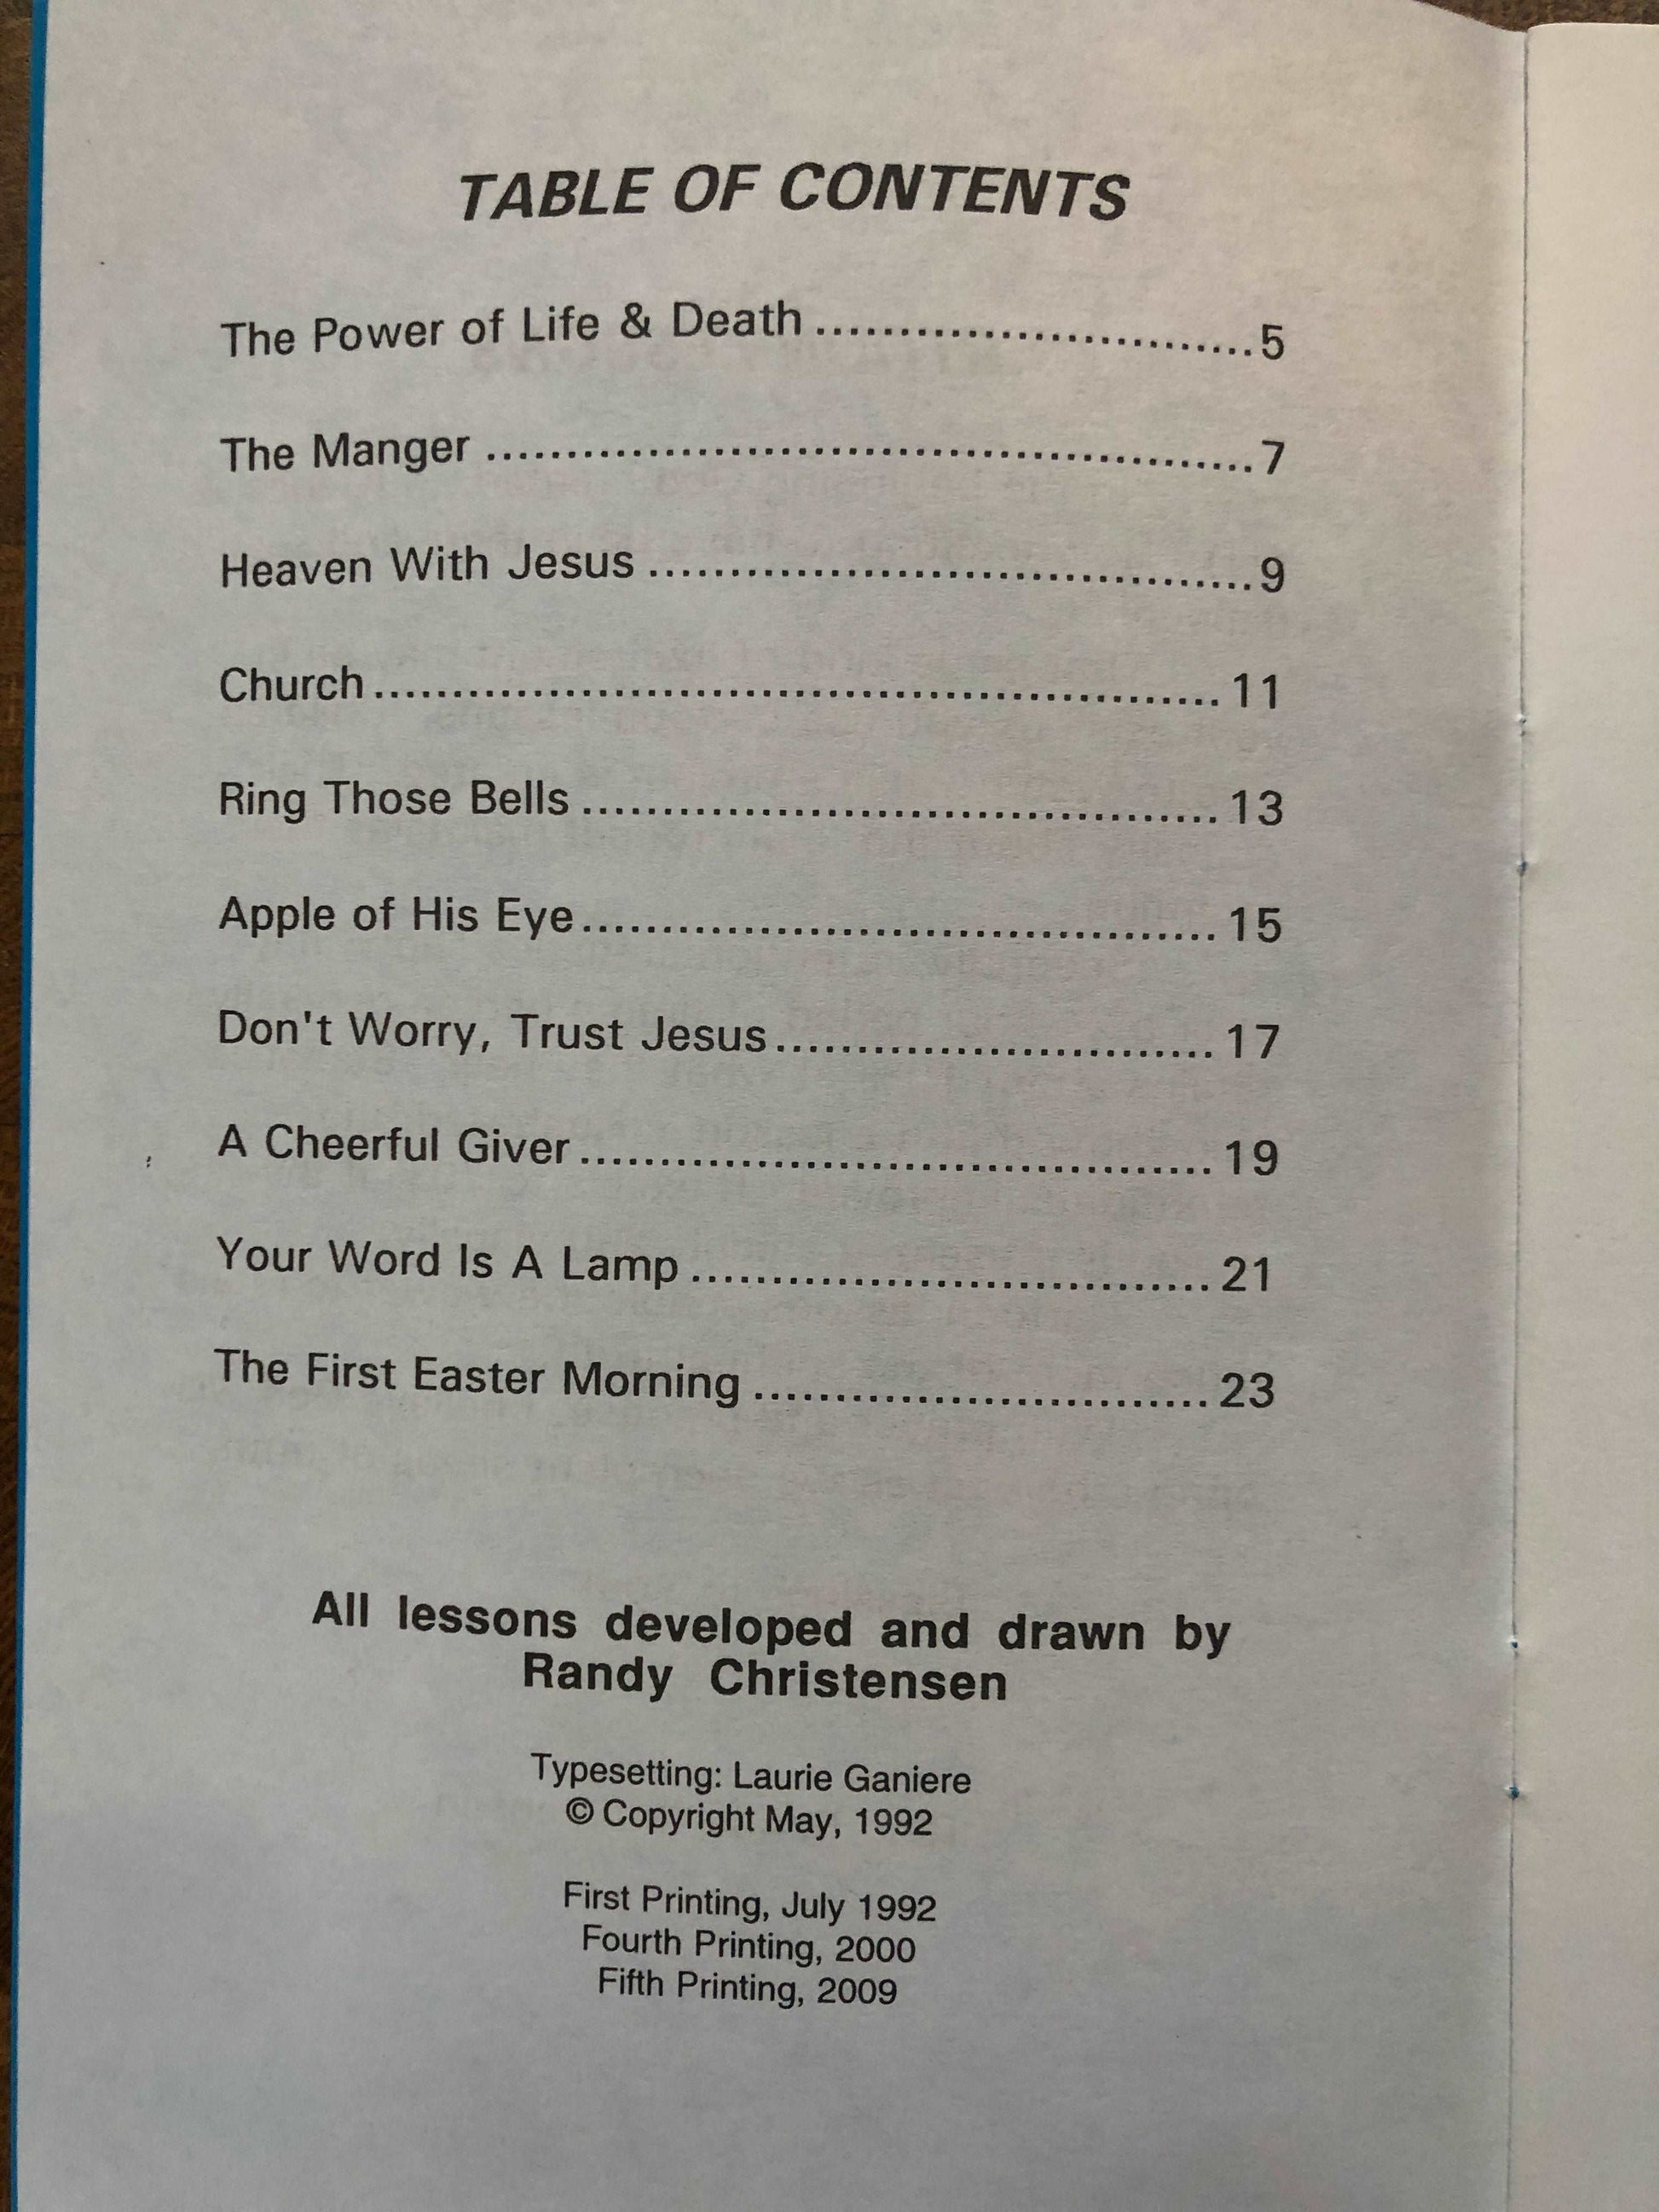 TABLE OF CONTENTS
The Power of Life & Death ........................... 5
The Manger ................................................ 7
Heaven With Jesus ...................................... 9
Church ..................................................... 11
Ring Those Bells ........................................ 13
Apple of His Eye ........................................ 15
Don't Worry, Trust Jesus ............................ 17
A Cheerful Giver ........................................ 19
Your Word Is A Lamp ................................. 21
The First Easter Morning ............................. 23
All lessons developed and drawn by
Randy Christensen
Typesetting: Laurie Ganiere
© Copyright May, 1992
First Printing, July 1992
Fourth Printing, 2000
Fifth Printing, 2009